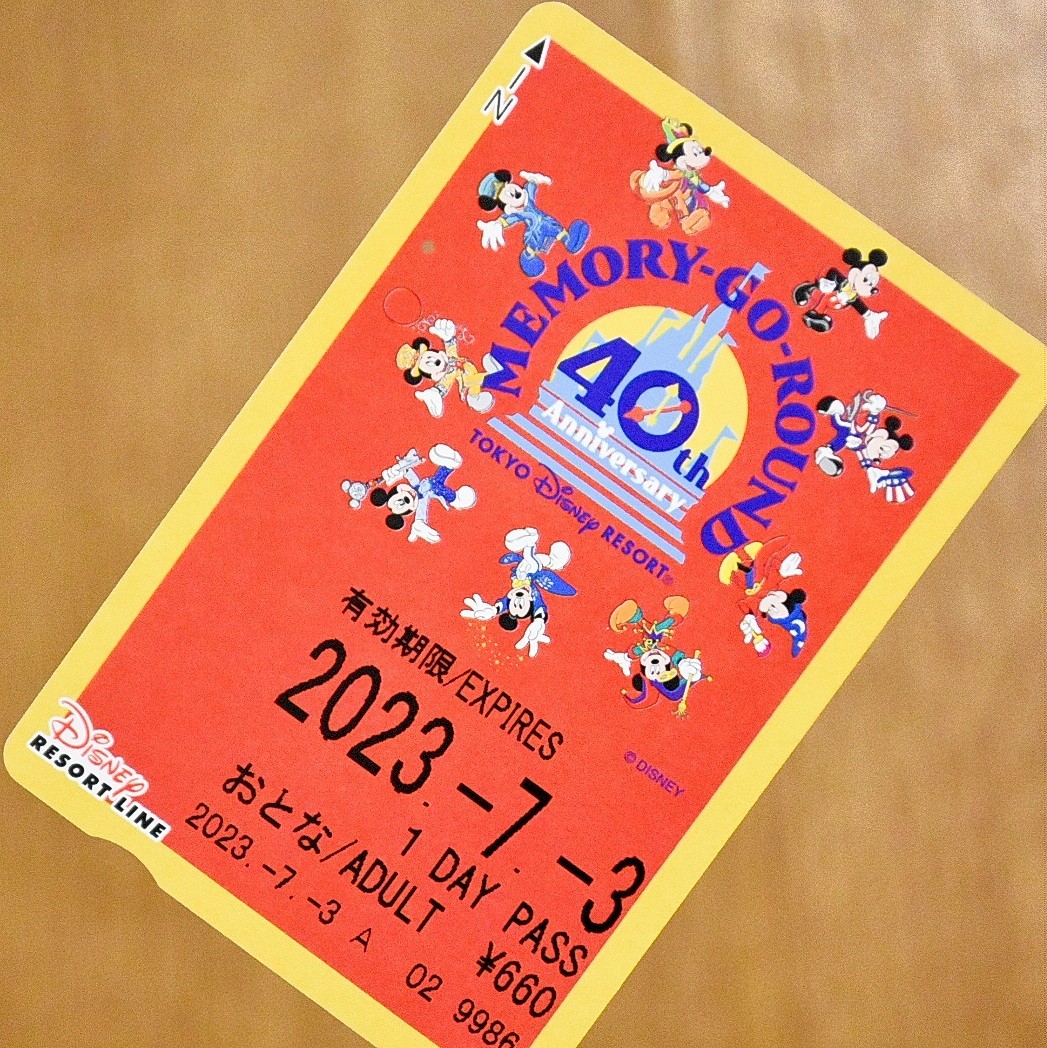 IN
MEMORY-GO-ROUND
40th
Anniversary
TOKYO Disney RESORT®
有効期限/EXPIRES
2023.-7.-3
© DISNEY
1 DAY PASS
おとな/ADULT ¥660
2023.-7.-3 A 02 9986
Disney
RESORT LINE